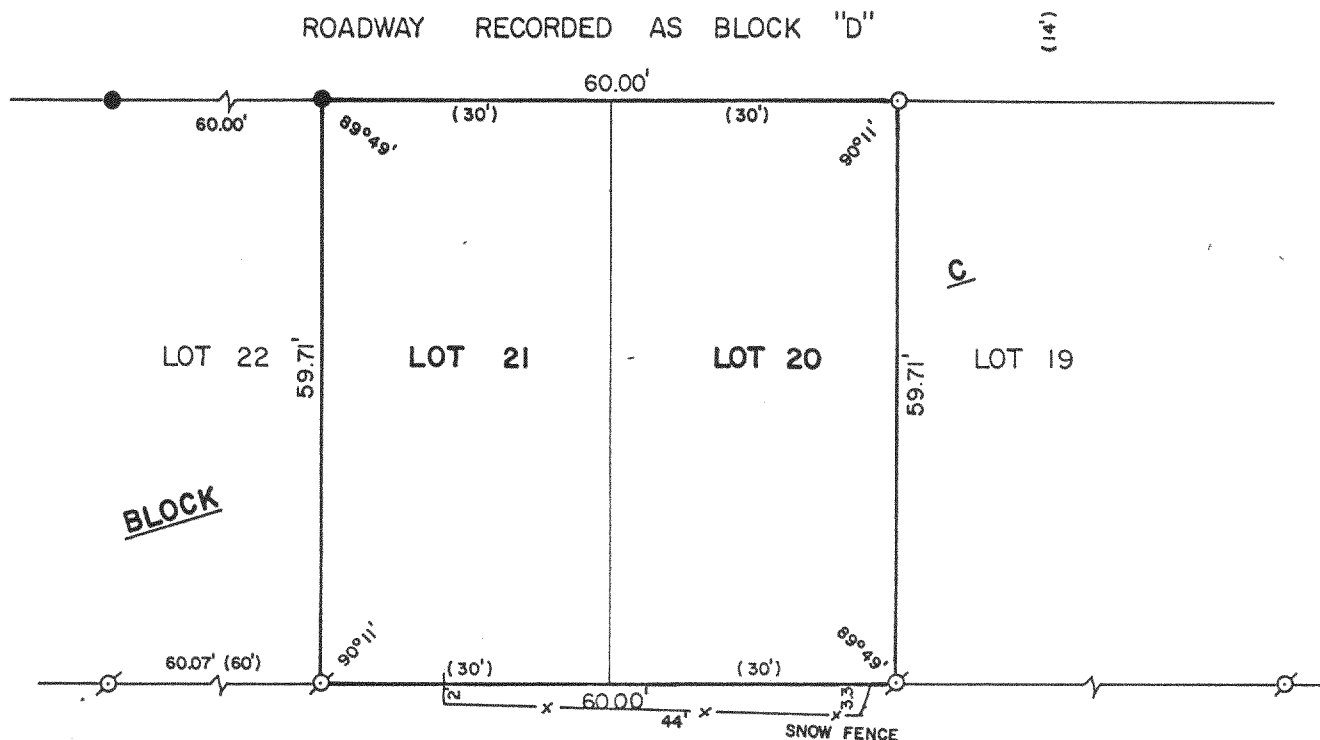 ROADWAY RECORDED AS BLOCK "D"
(14')
60.00'
60.00'
(30')
(30')
89°49'
90°11'
C
LOT 22
59.71'
LOT 21
LOT 20
59.71'
LOT 19
BLOCK
90°11'
89°49'
60.07' (60')
(30')
(30')
2'
60.00'
3.3
44'
SNOW FENCE